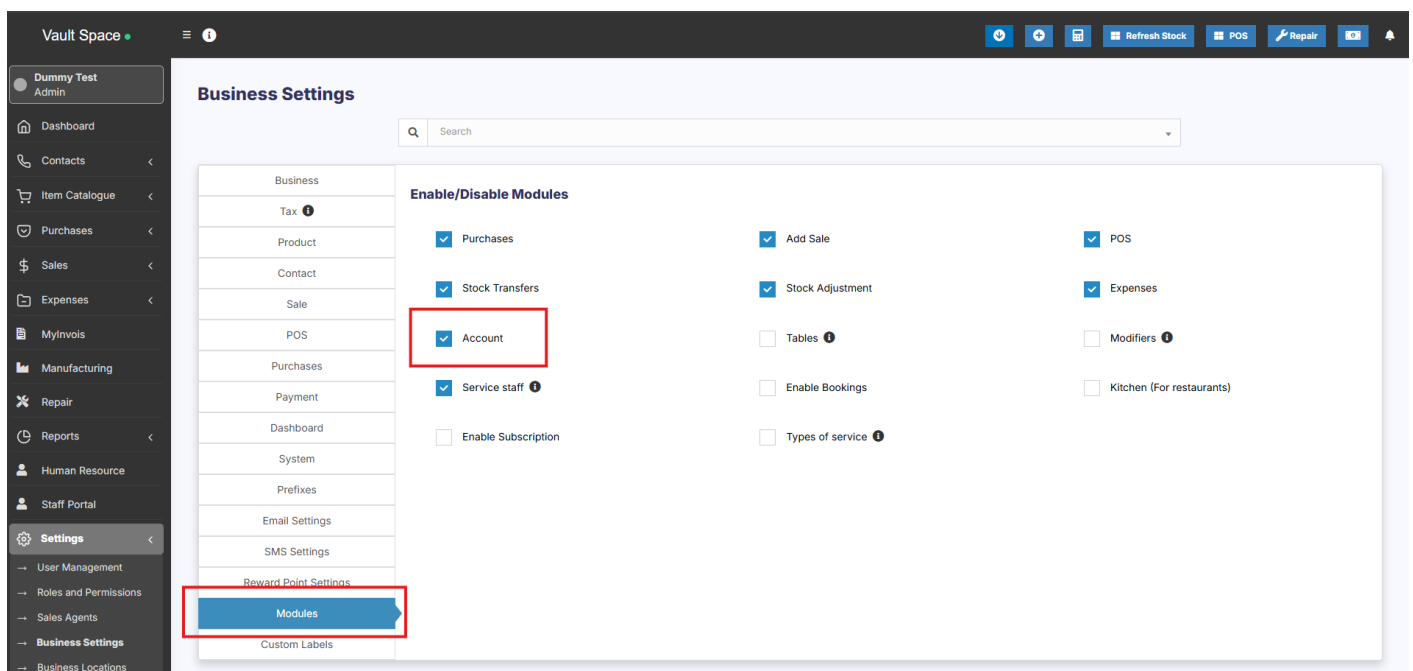 Vault Space
Refresh Stock
POS
Repair
Dummy Test
Admin
Dashboard
Contacts
Item Catalogue
Purchases
Sales
Expenses
MyInvois
Manufacturing
Repair
Reports
Human Resource
Staff Portal
Settings
→ User Management
→ Roles and Permissions
→ Sales Agents
→ Business Settings
→ Business Locations
Business Settings
Search
Business
Tax
Product
Contact
Sale
POS
Purchases
Payment
Dashboard
System
Prefixes
Email Settings
SMS Settings
Reward Point Settings
Modules
Custom Labels
Enable/Disable Modules
Purchases
Add Sale
POS
Stock Transfers
Stock Adjustment
Expenses
Account
Tables
Modifiers
Service staff
Enable Bookings
Kitchen (For restaurants)
Enable Subscription
Types of service